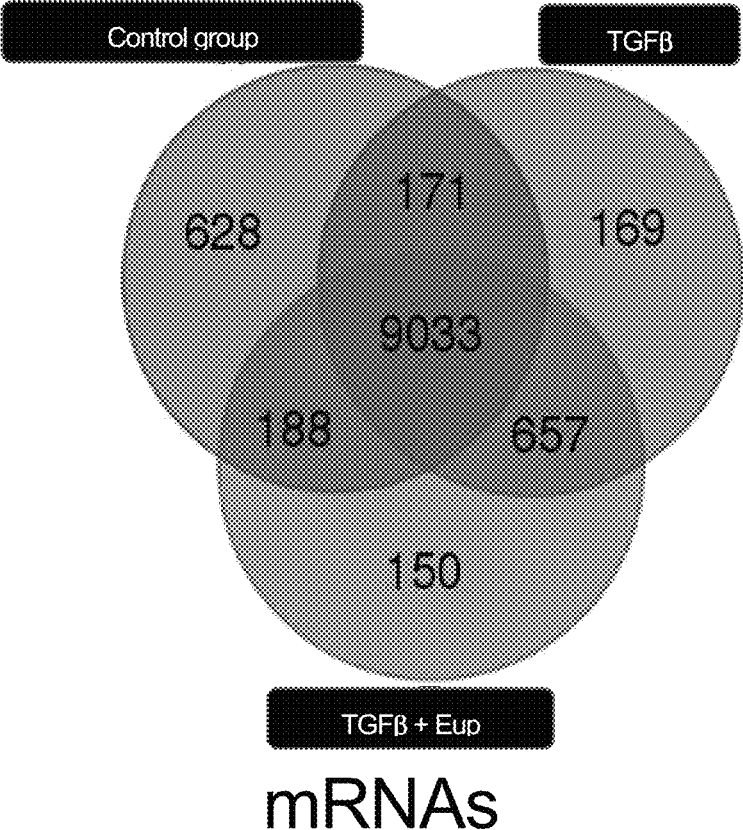 Control group
TGFβ
171
628
169
9033
188
657
150
TGFβ + Eup
mRNAs